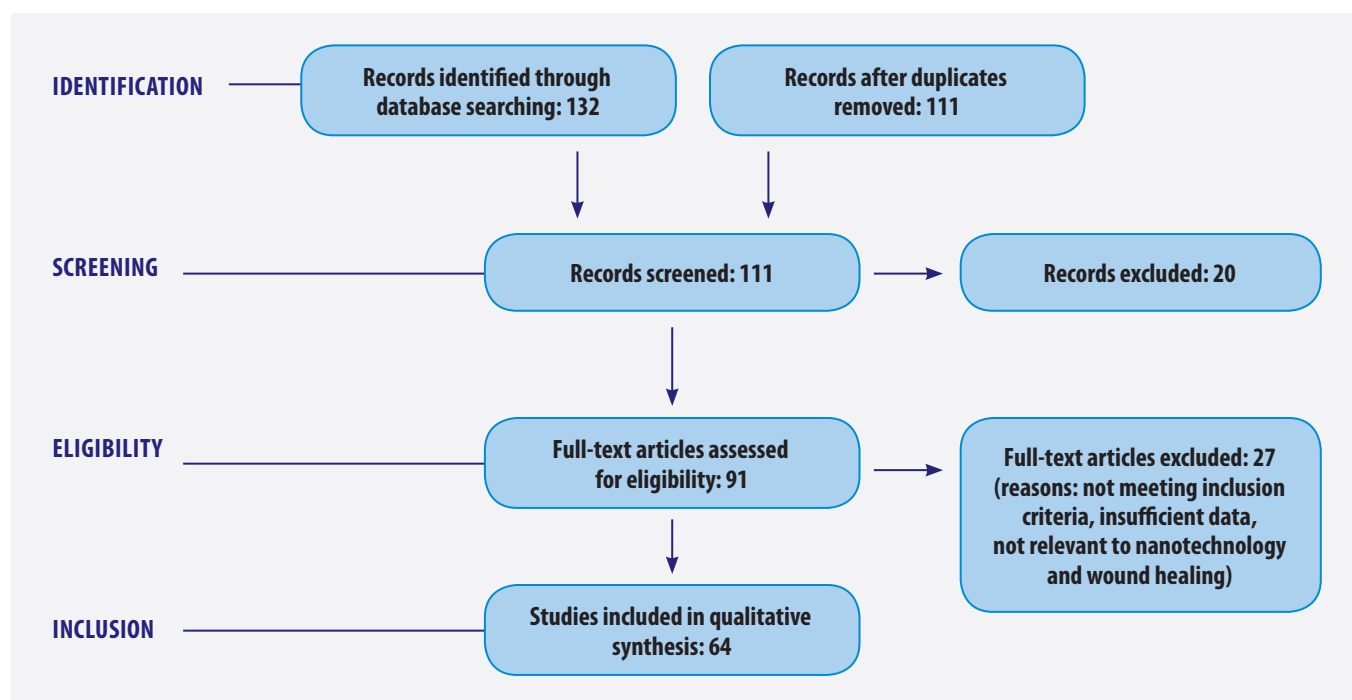 IDENTIFICATION
Records identified through
database searching: 132
Records after duplicates
removed: 111
SCREENING
Records screened: 111
Records excluded: 20
ELIGIBILITY
Full-text articles assessed
for eligibility: 91
Full-text articles excluded: 27
(reasons: not meeting inclusion
criteria, insufficient data,
not relevant to nanotechnology
and wound healing)
INCLUSION
Studies included in qualitative
synthesis: 64